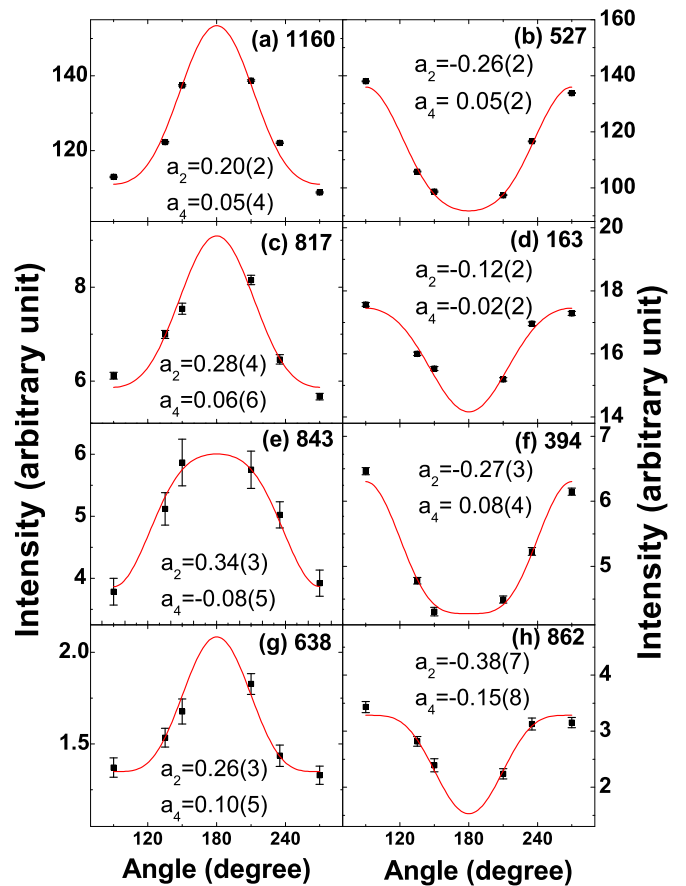 (a) 1160
a2=0.20(2)
a4=0.05(4)
140
120
(b) 527
a2=-0.26(2)
a4= 0.05(2)
160
140
120
100
(c) 817
a2=0.28(4)
a4=0.06(6)
8
6
(d) 163
a2=-0.12(2)
a4=-0.02(2)
20
18
16
14
(e) 843
a2=0.34(3)
a4=-0.08(5)
6
5
4
(f) 394
a2=-0.27(3)
a4= 0.08(4)
7
6
5
4
(g) 638
a2=0.26(3)
a4=0.10(5)
2.0
1.5
(h) 862
a2=-0.38(7)
a4=-0.15(8)
4
3
2
120 180 240
120 180 240
Angle (degree)
Angle (degree)
Intensity (arbitrary unit)
Intensity (arbitrary unit)